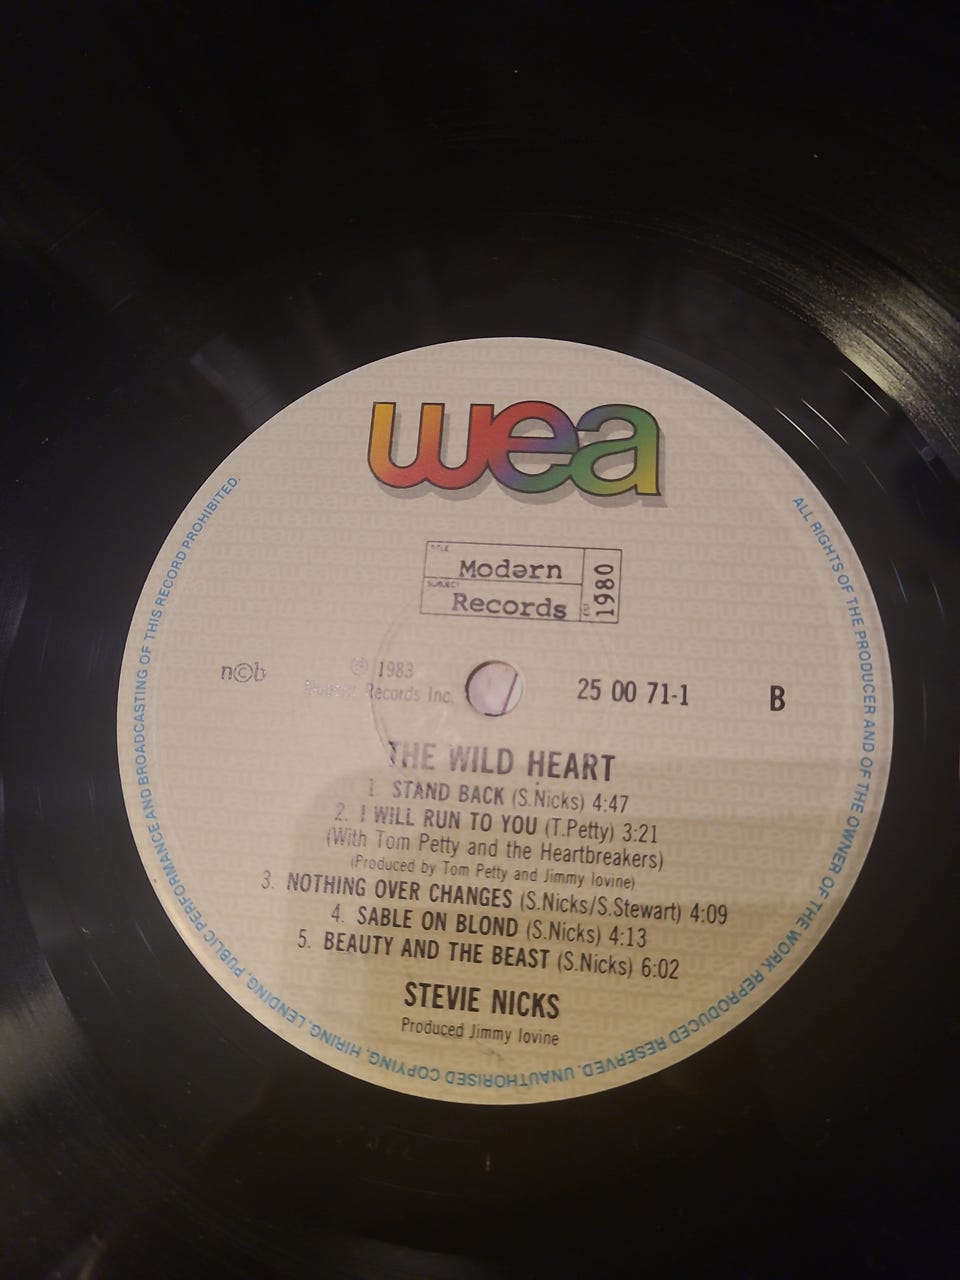 wea
TITLE
Modərn
SUBJECT
Records
EST
1980
n©b
℗© 1983
Records Inc.
25 00 71-1
B
THE WILD HEART
1. STAND BACK (S.Nicks) 4:47
2. I WILL RUN TO YOU (T.Petty) 3:21
(With Tom Petty and the Heartbreakers)
(Produced by Tom Petty and Jimmy Iovine)
3. NOTHING OVER CHANGES (S.Nicks/S.Stewart) 4:09
4. SABLE ON BLOND (S.Nicks) 4:13
5. BEAUTY AND THE BEAST (S.Nicks) 6:02
STEVIE NICKS
Produced Jimmy Iovine
ALL RIGHTS OF THE PRODUCER AND OF THE OWNER OF THE WORK REPRODUCED RESERVED. UNAUTHORISED COPYING, HIRING, LENDING, PUBLIC PERFORMANCE AND BROADCASTING OF THIS RECORD PROHIBITED.